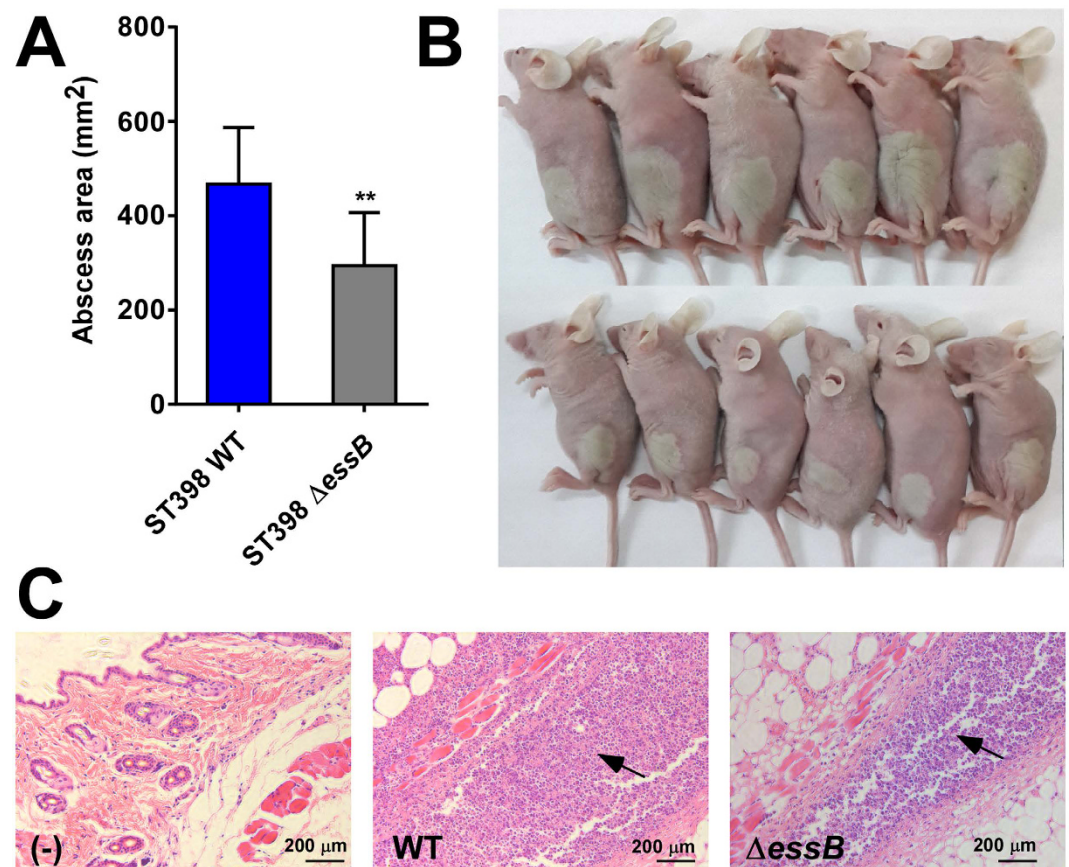 A
B
800
600
400
200
0
Abscess area (mm²)
**
ST398 WT
ST398 ΔessB
C
(-)
200 μm
WT
200 μm
ΔessB
200 μm